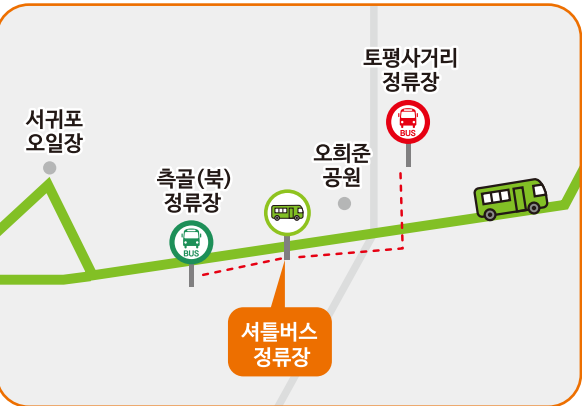 토평사거리
정류장
BUS
서귀포
오일장
오희준
공원
측골(북)
정류장
BUS
셔틀버스
정류장